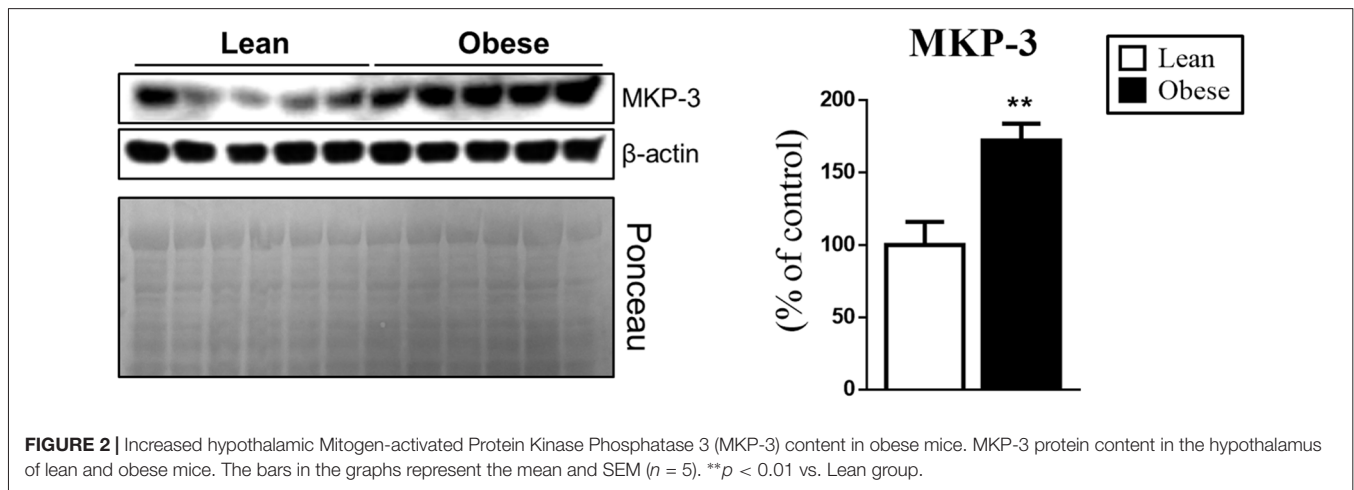 Lean Obese
MKP-3
β-actin
Ponceau
MKP-3
Lean
Obese
**
200
150
100
50
0
(% of control)
FIGURE 2 | Increased hypothalamic Mitogen-activated Protein Kinase Phosphatase 3 (MKP-3) content in obese mice. MKP-3 protein content in the hypothalamus
of lean and obese mice. The bars in the graphs represent the mean and SEM (n = 5). **p < 0.01 vs. Lean group.